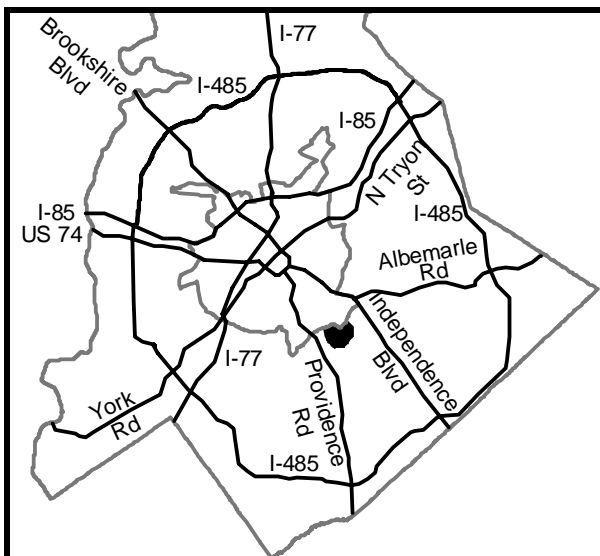 I-77
Brookshire
Blvd
I-485
I-85
N Tryon
St
I-85
I-485
US 74
Albemarle
Rd
Independence
Blvd
I-77
Providence
Rd
York
Rd
I-485